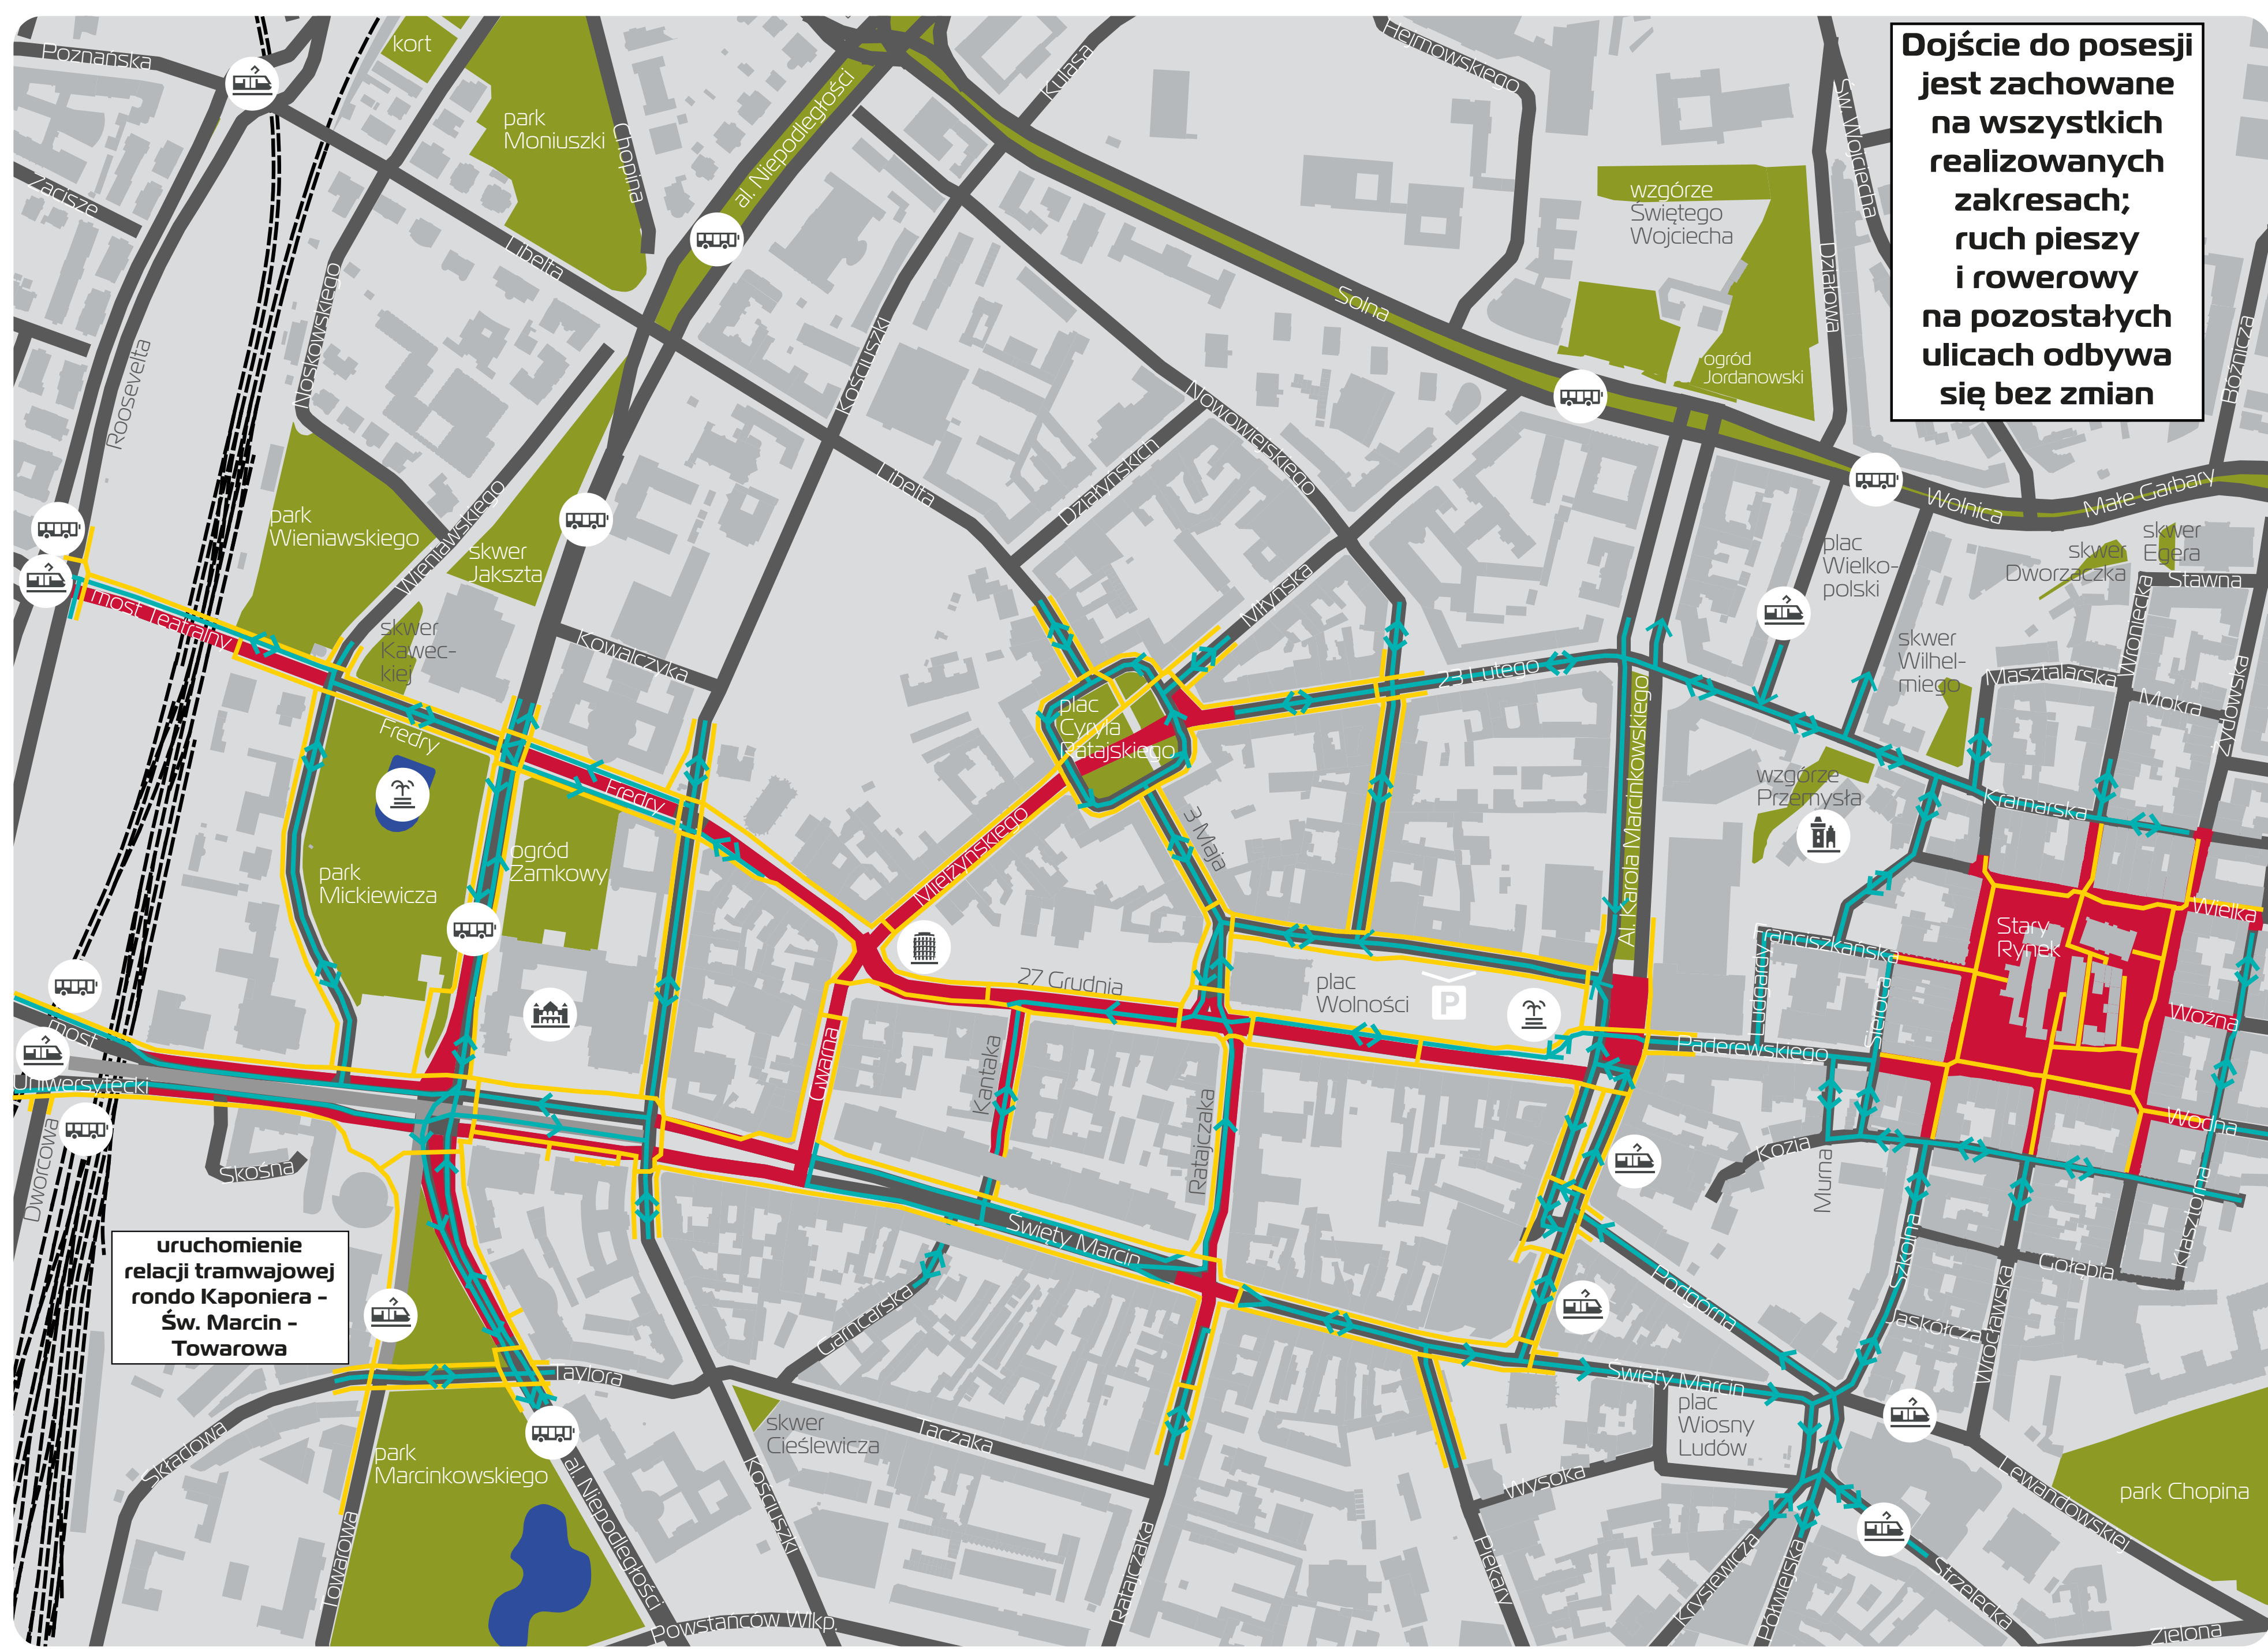 Poznańska
kort
Hejmowskiego
Kulasa
Dojście do posesji
jest zachowane
na wszystkich
realizowanych
zakresach;
ruch pieszy
i rowerowy
na pozostałych
ulicach odbywa
się bez zmian
park
Moniuszki
Chopina
al. Niepodległości
Św. Wojciecha
Zacisze
wzgórze
Świętego
Wojciecha
Libelta
Noskowskiego
Solna
Działowa
Roosevelta
Kościuszki
ogród
Jordanowski
Bóżnicza
Nowowiejskiego
Działyńskich
Libelta
park
Wieniawskiego
Wieniawskiego
skwer
Jakszta
Wolnica
Małe Garbary
skwer
Egera
skwer
Dworzaczka
plac
Wielko-
polski
Stawna
most Teatralny
skwer
Kawec-
kiej
Kowalczyka
Młyńska
23 Lutego
skwer
Wilhel-
miego
Wroniecka
Masztalarska
Mokra
Żydowska
Fredry
plac
Cyryla
Ratajskiego
Al. Karola Marcinkowskiego
wzgórze
Przemysła
Kramarska
Fredry
3 Maja
park
Mickiewicza
ogród
Zamkowy
Mielżyńskiego
Wielka
Stary
Rynek
Franciszkańska
Ludgardy
Sieroca
27 Grudnia
plac
Wolności
P
Woźna
most
Uniwersytecki
Gwarna
Kantaka
Ratajczaka
Paderewskiego
Wodna
Dworcowa
Skośna
Kozia
Murna
Klasztorna
Święty Marcin
uruchomienie
relacji tramwajowej
rondo Kaponiera -
Św. Marcin -
Towarowa
Garncarska
Podgórna
Szkolna
Gołębia
Jaskółcza
Wrocławska
Taylora
Święty Marcin
plac
Wiosny
Ludów
Składowa
skwer
Cieślewicza
Taczaka
park
Marcinkowskiego
Wysoka
Lewandowskiej
park Chopina
Towarowa
al. Niepodległości
Kościuszki
Ratajczaka
Piekary
Krysiewicza
Półwiejska
Strzelecka
Powstańców Wlkp.
Zielona